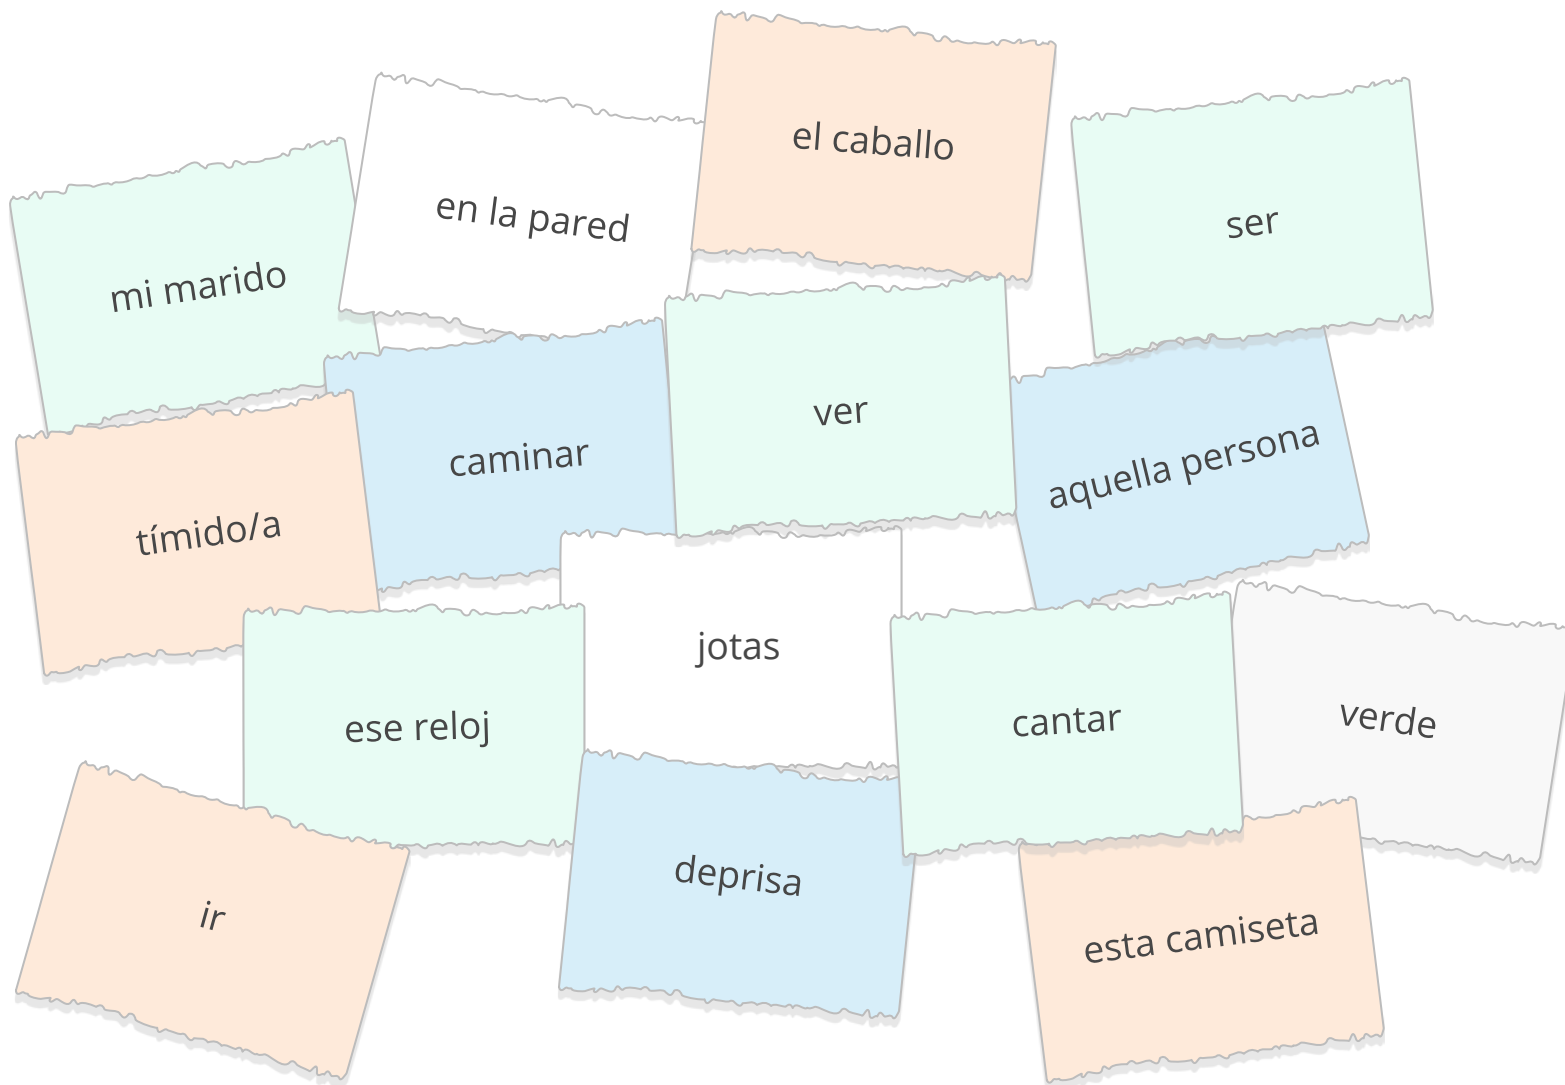 el caballo
en la pared
ser
mi marido
ver
caminar
aquella persona
tímido/a
jotas
ese reloj
cantar
verde
deprisa
ir
esta camiseta